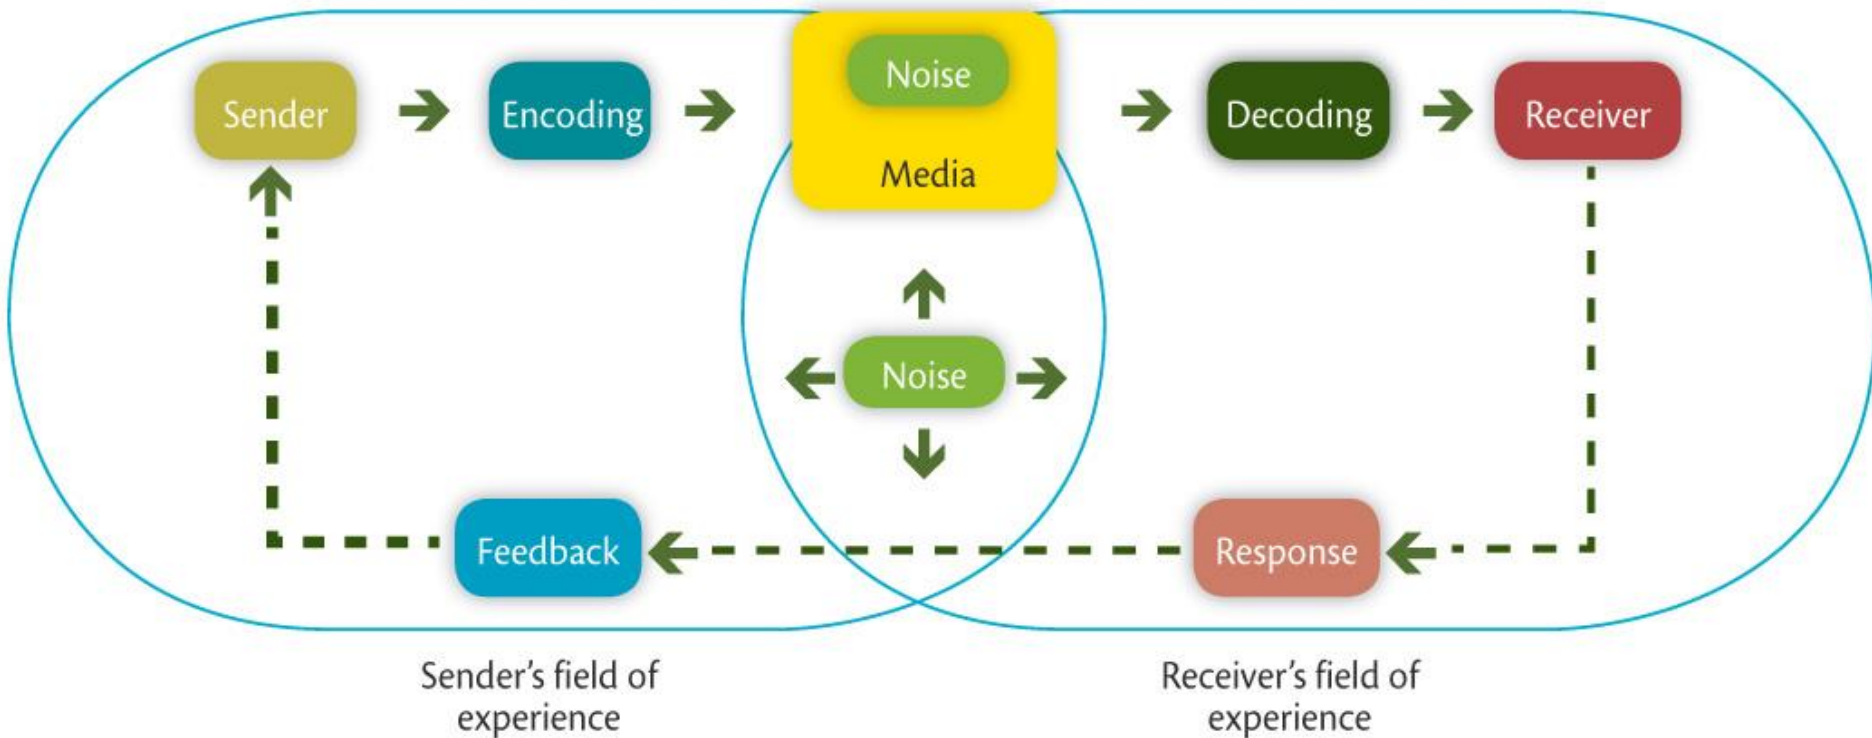 Noise
Sender
Encoding
Media
Decoding
Receiver
Noise
Feedback
Response
Sender’s field of
experience
Receiver’s field of
experience